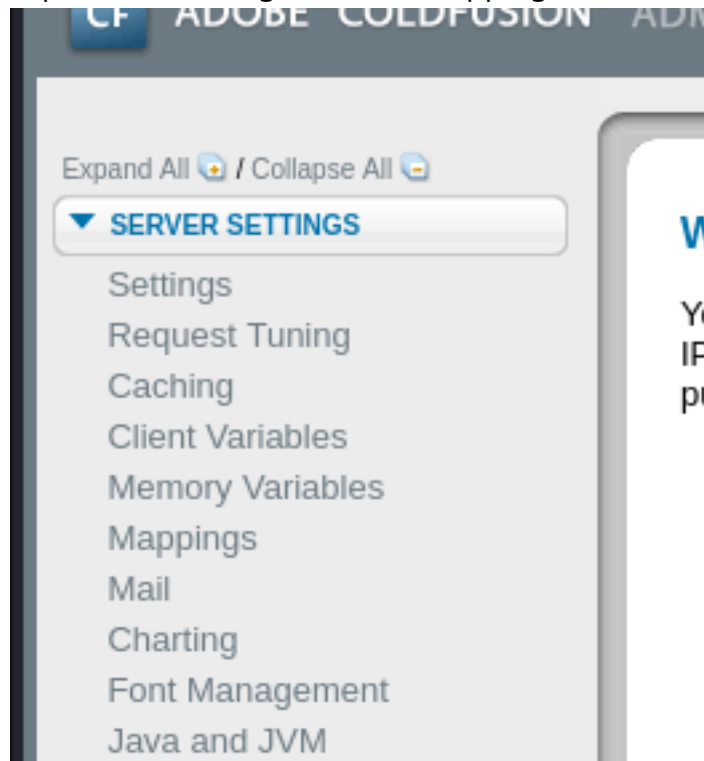 CF ADOBE COLDFUSION
Expand All / Collapse All
SERVER SETTINGS
Settings
Request Tuning
Caching
Client Variables
Memory Variables
Mappings
Mail
Charting
Font Management
Java and JVM